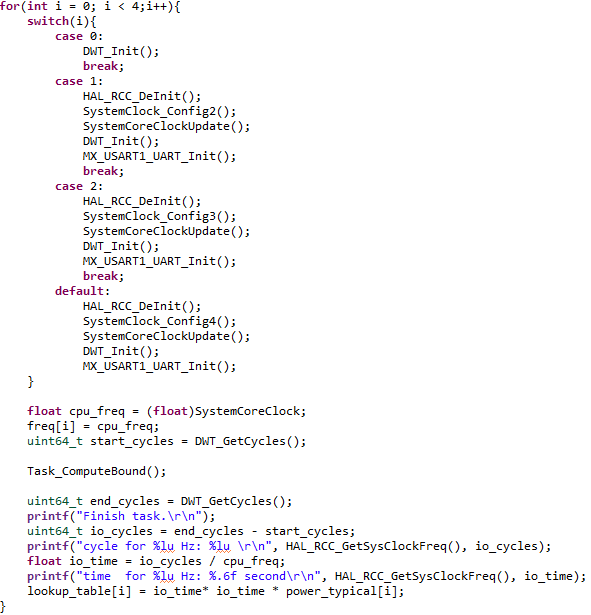 for(int i = 0; i < 4;i++){
switch(i){
case 0:
DWT_Init();
break;
case 1:
HAL_RCC_DeInit();
SystemClock_Config2();
SystemCoreClockUpdate();
DWT_Init();
MX_USART1_UART_Init();
break;
case 2:
HAL_RCC_DeInit();
SystemClock_Config3();
SystemCoreClockUpdate();
DWT_Init();
MX_USART1_UART_Init();
break;
default:
HAL_RCC_DeInit();
SystemClock_Config4();
SystemCoreClockUpdate();
DWT_Init();
MX_USART1_UART_Init();
}
float cpu_freq = (float)SystemCoreClock;
freq[i] = cpu_freq;
uint64_t start_cycles = DWT_GetCycles();
Task_ComputeBound();
uint64_t end_cycles = DWT_GetCycles();
printf("Finish task.\r\n");
uint64_t io_cycles = end_cycles - start_cycles;
printf("cycle for %lu Hz: %lu \r\n", HAL_RCC_GetSysClockFreq(), io_cycles);
float io_time = io_cycles / cpu_freq;
printf("time  for %lu Hz: %.6f second\r\n", HAL_RCC_GetSysClockFreq(), io_time);
lookup_table[i] = io_time* io_time * power_typical[i];
}